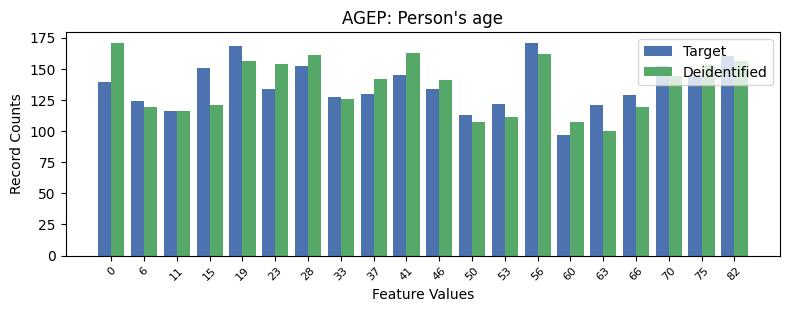 AGEP: Person's age
Record Counts
175
150
125
100
75
50
25
0
Target
Deidentified
0 6 11 15 19 23 28 33 37 41 46 50 53 56 60 63 66 70 75 82
Feature Values